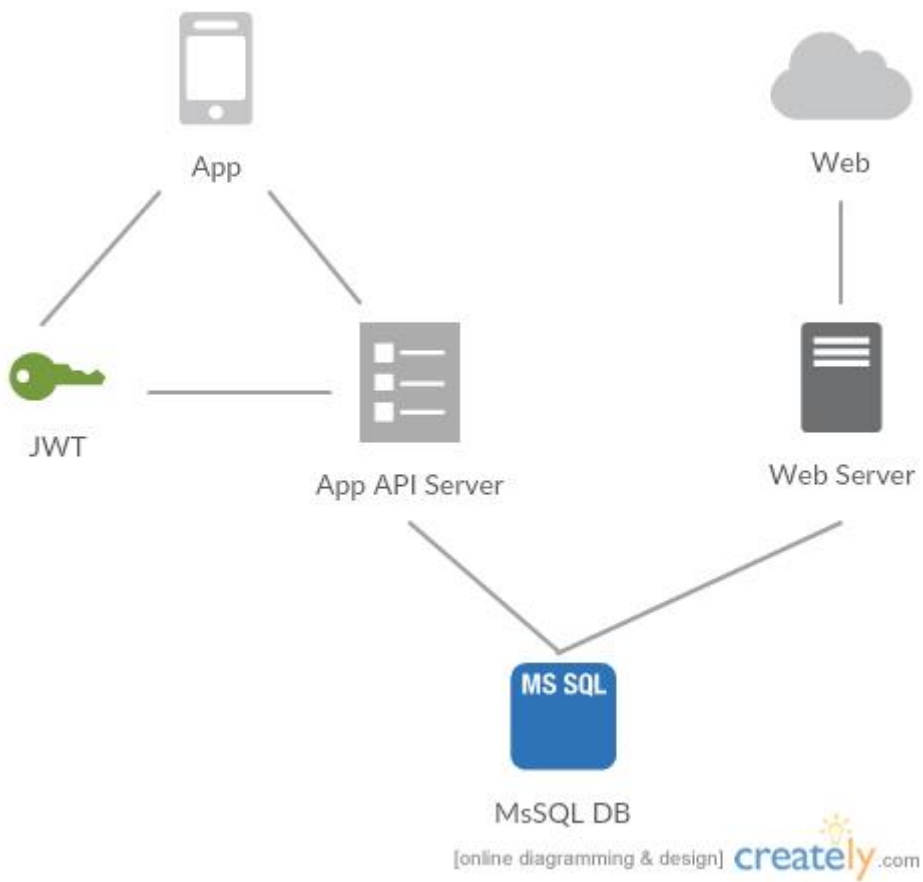 App
Web
JWT
App API Server
Web Server
MS SQL
MsSQL DB
[online diagramming & design] creately.com